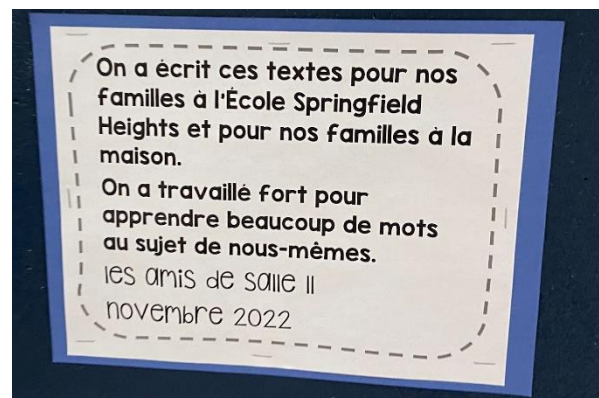 On a écrit ces textes pour nos
familles à l'École Springfield
Heights et pour nos familles à la
maison.
On a travaillé fort pour
apprendre beaucoup de mots
au sujet de nous-mêmes.
les amis de salle 11
novembre 2022